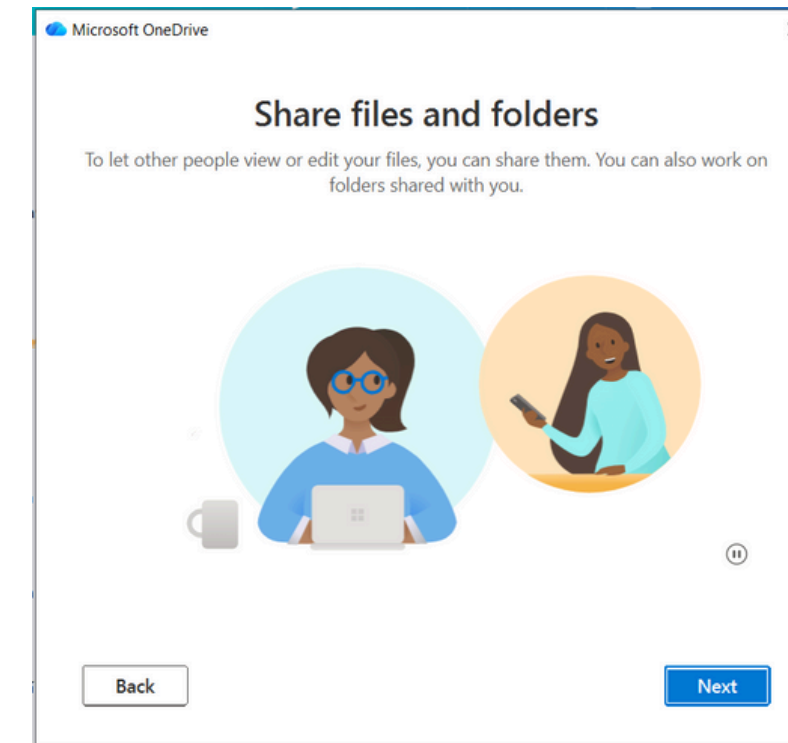 Microsoft OneDrive
Share files and folders
To let other people view or edit your files, you can share them. You can also work on
folders shared with you.
Back
Next